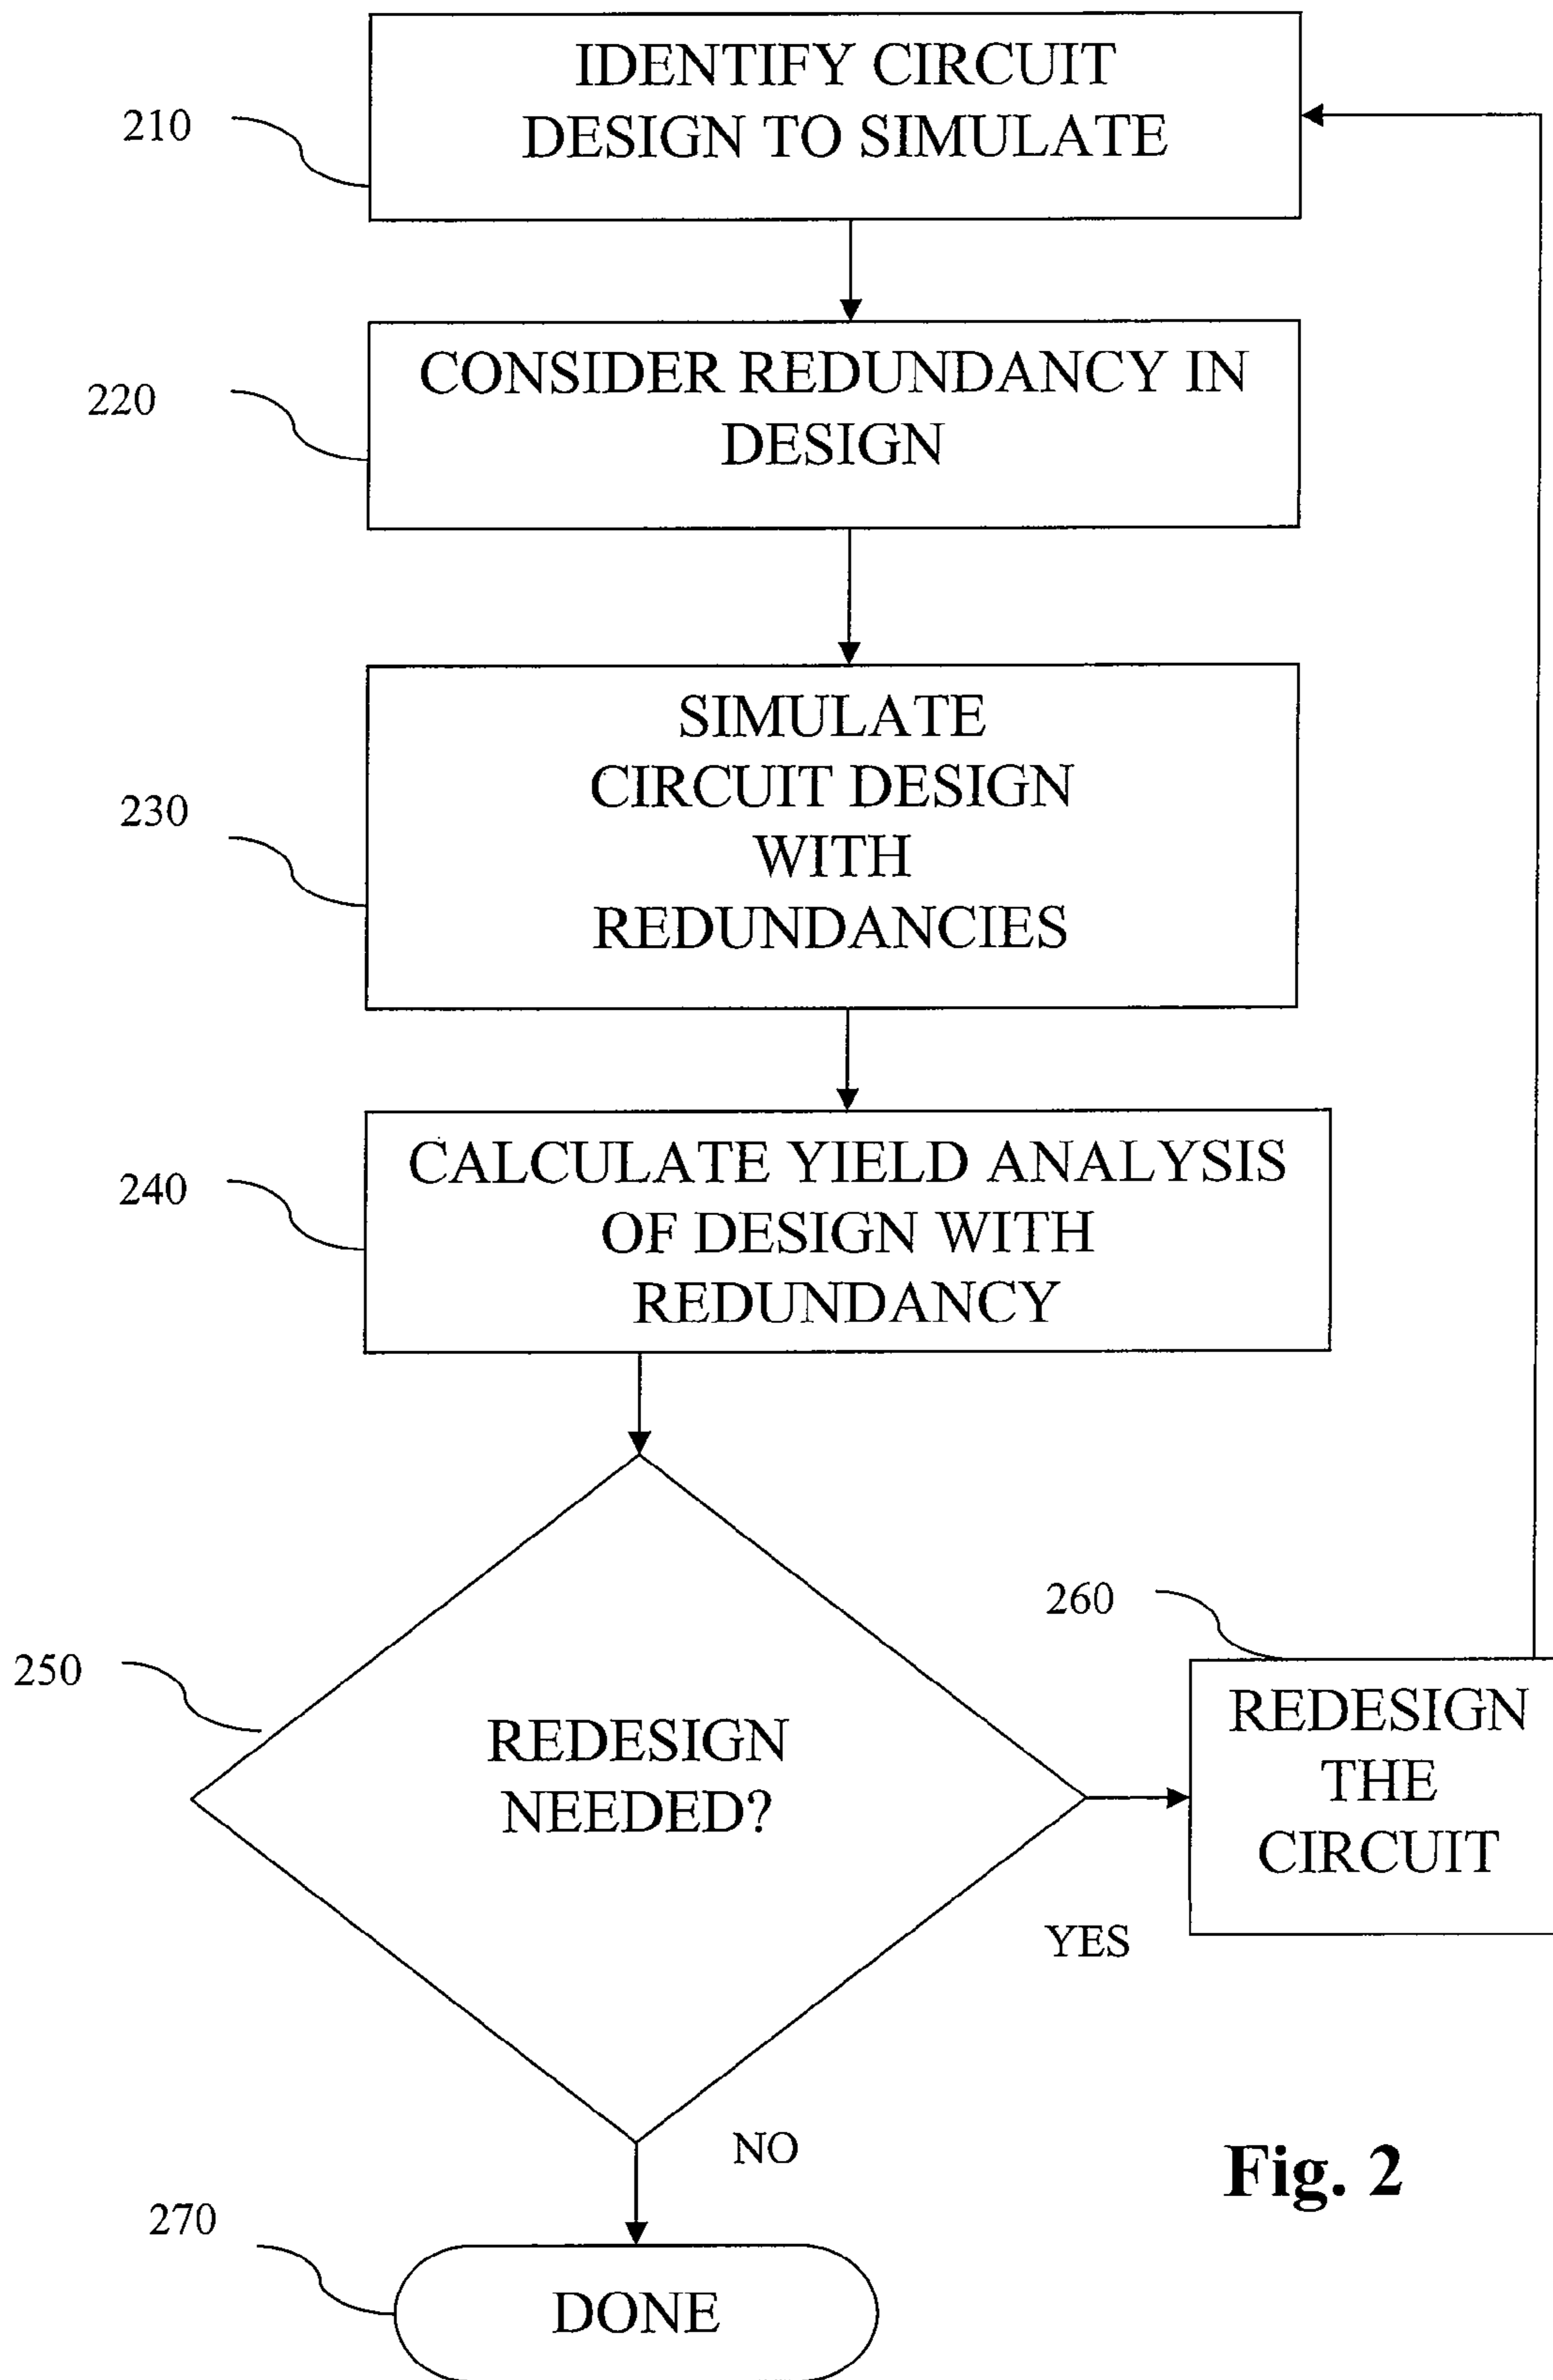 IDENTIFY CIRCUIT
DESIGN TO SIMULATE
210
CONSIDER REDUNDANCY IN
DESIGN
220
SIMULATE
CIRCUIT DESIGN
WITH
REDUNDANCIES
230
CALCULATE YIELD ANALYSIS
OF DESIGN WITH
REDUNDANCY
240
250
REDESIGN
NEEDED?
260
REDESIGN
THE
CIRCUIT
YES
NO
270
DONE
Fig. 2